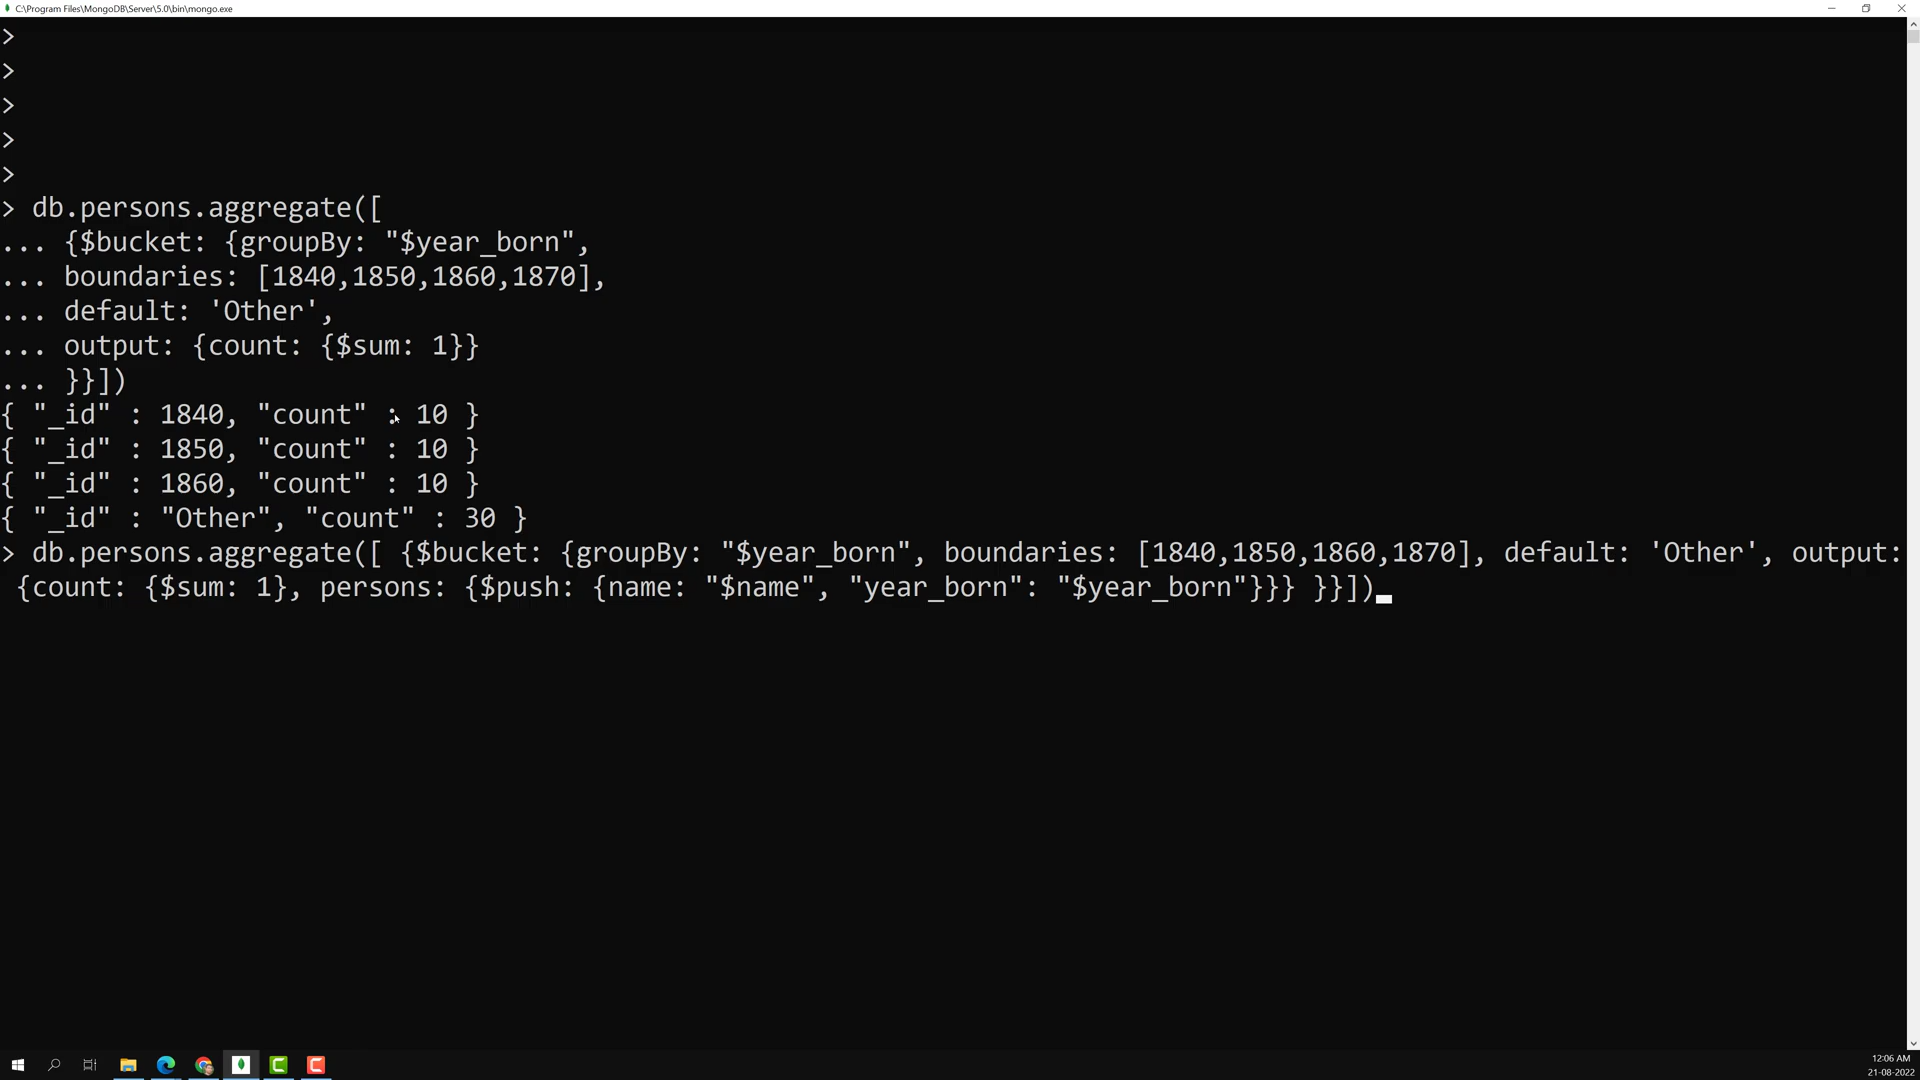 C:\Program Files\MongoDB\Server\5.0\bin\mongo.exe
>
>
>
>
>
> db.persons.aggregate([
... {$bucket: {groupBy: "$year_born",
... boundaries: [1840,1850,1860,1870],
... default: 'Other',
... output: {count: {$sum: 1}}
... }}])
{ "_id" : 1840, "count" : 10 }
{ "_id" : 1850, "count" : 10 }
{ "_id" : 1860, "count" : 10 }
{ "_id" : "Other", "count" : 30 }
> db.persons.aggregate([ {$bucket: {groupBy: "$year_born", boundaries: [1840,1850,1860,1870], default: 'Other', output:
{count: {$sum: 1}, persons: {$push: {name: "$name", "year_born": "$year_born"}}} }}])
12:06 AM
21-08-2022